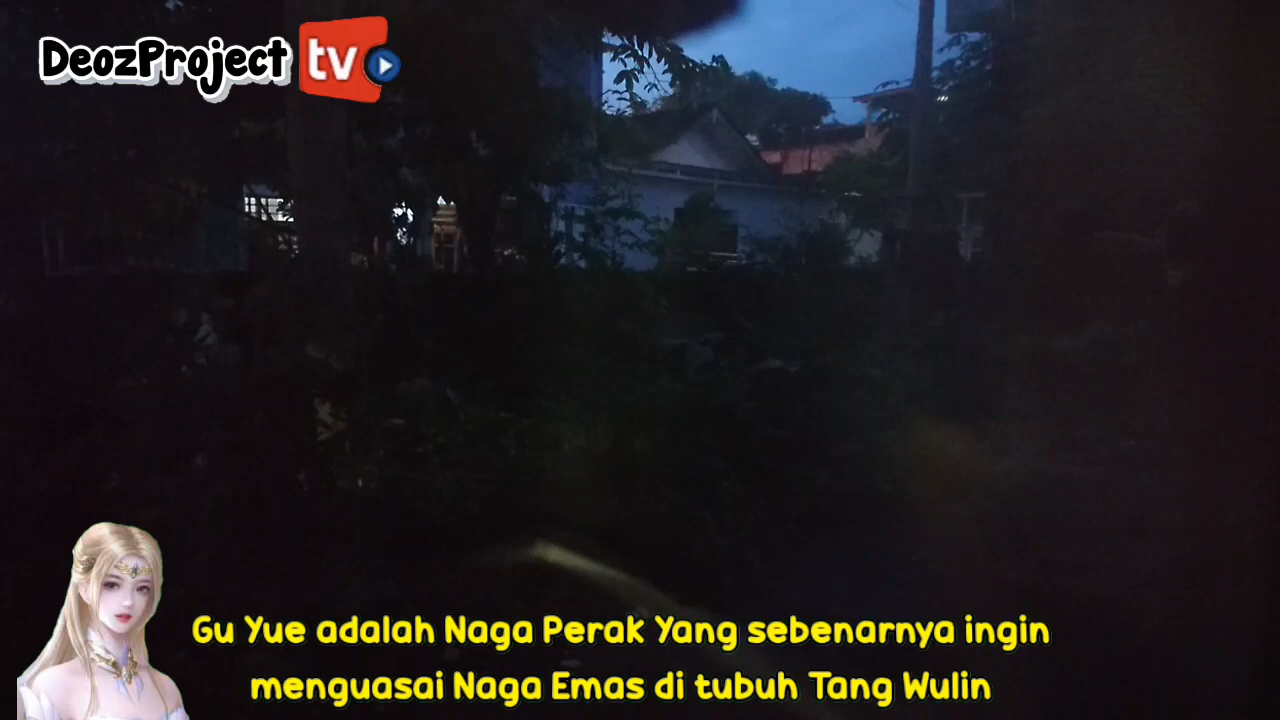 DeozProject tv
Gu Yue adalah Naga Perak Yang sebenarnya ingin
menguasai Naga Emas di tubuh Tang Wulin